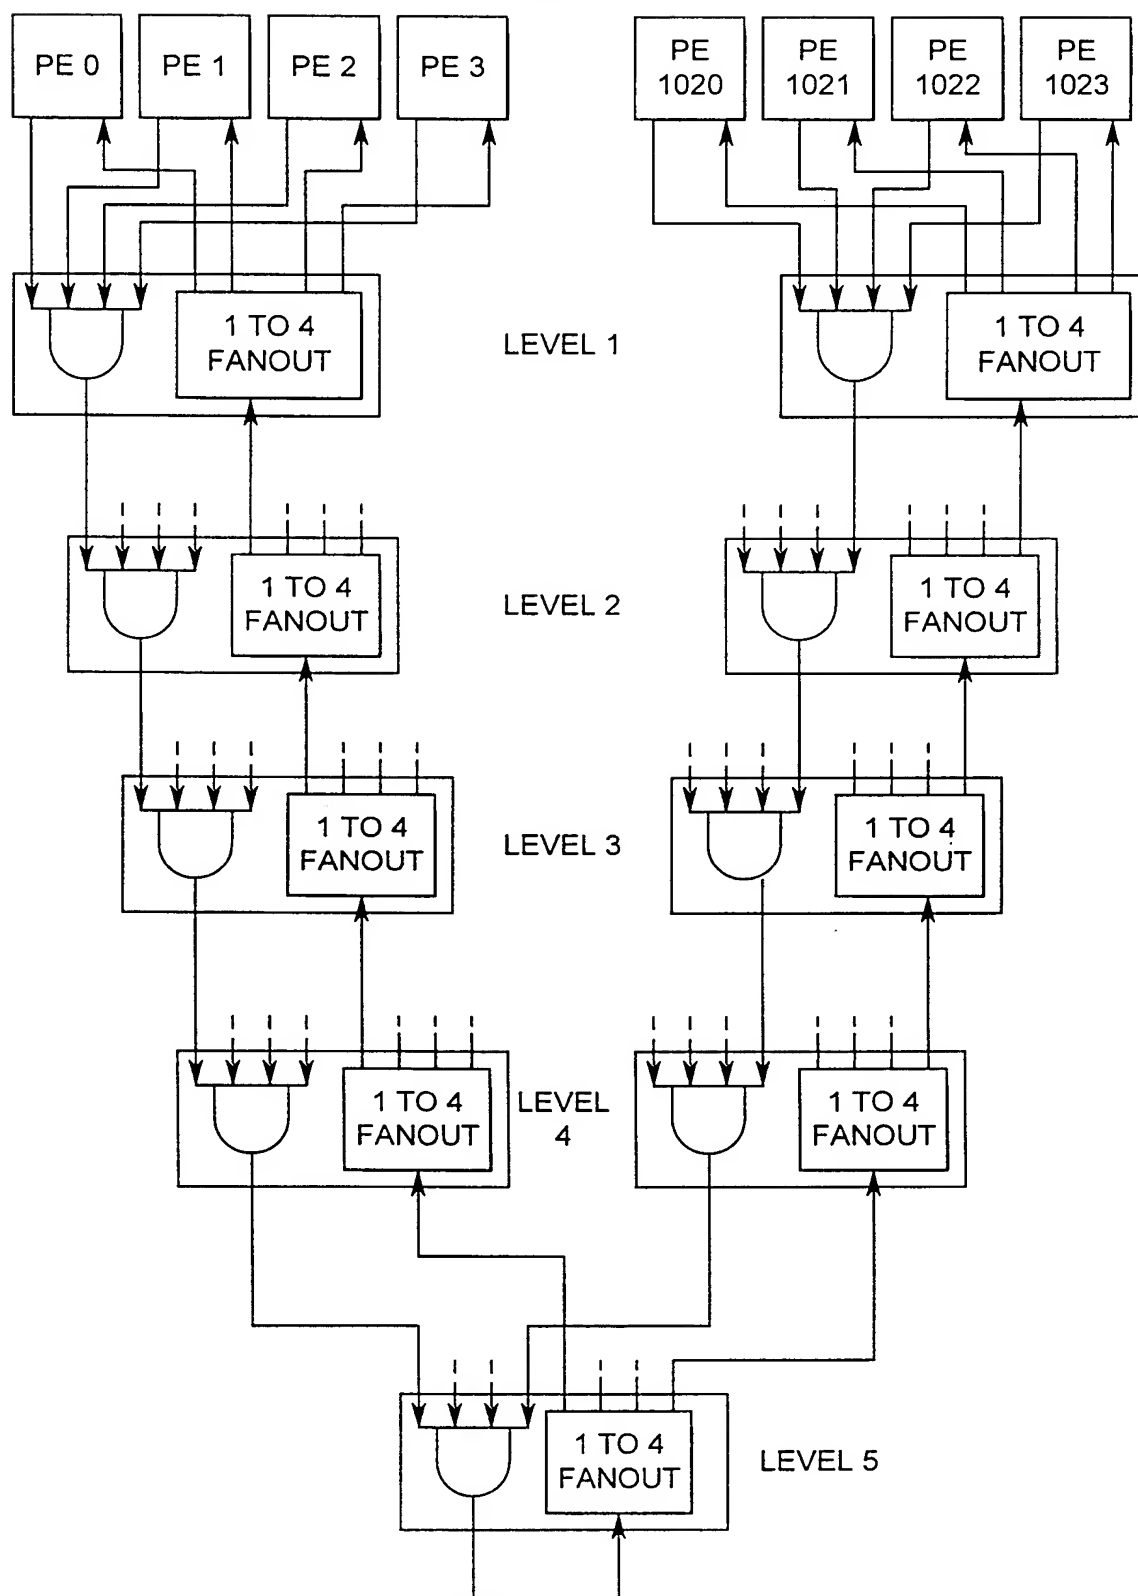 PE 0
PE 1
PE 2
PE 3
PE
1020
PE
1021
PE
1022
PE
1023
1 TO 4
FANOUT
LEVEL 1
1 TO 4
FANOUT
1 TO 4
FANOUT
LEVEL 2
1 TO 4
FANOUT
1 TO 4
FANOUT
LEVEL 3
1 TO 4
FANOUT
1 TO 4
FANOUT
LEVEL
4
1 TO 4
FANOUT
1 TO 4
FANOUT
LEVEL 5